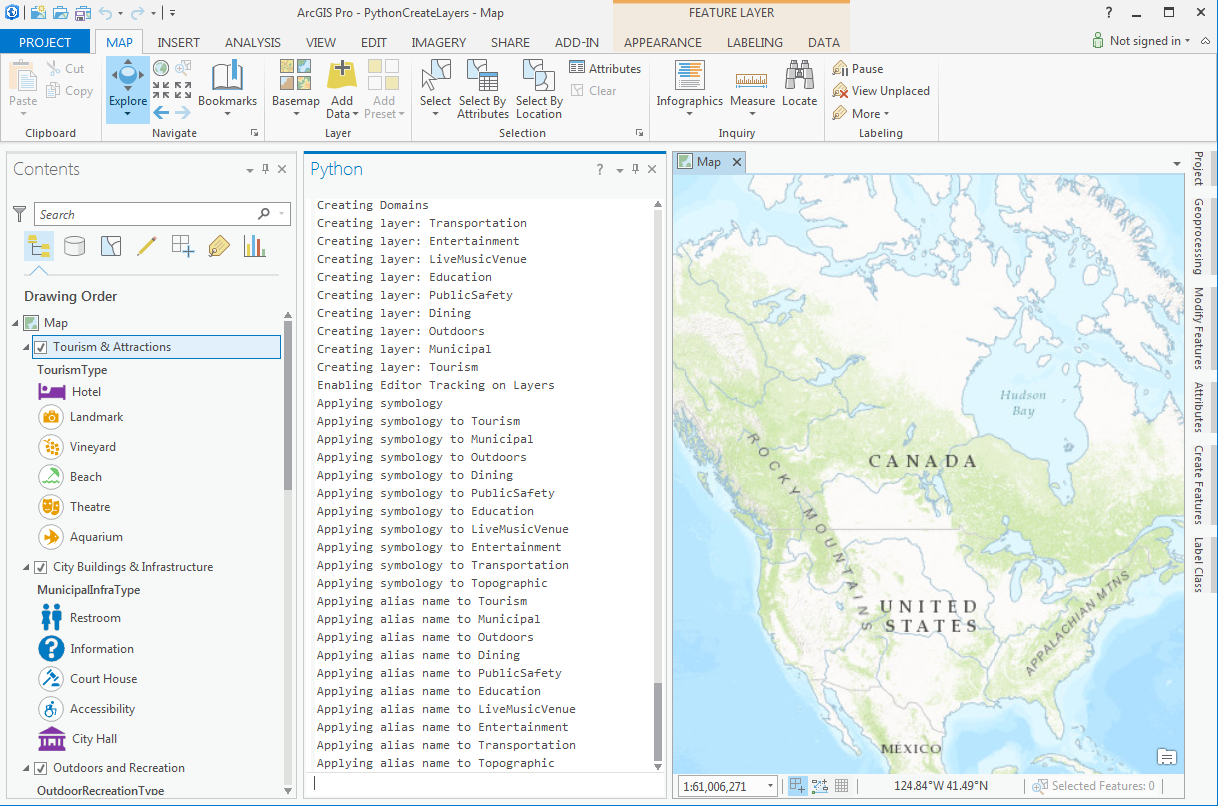 ArcGIS Pro - PythonCreateLayers - Map
FEATURE LAYER
?
PROJECT
MAP
INSERT
ANALYSIS
VIEW
EDIT
IMAGERY
SHARE
ADD-IN
APPEARANCE
LABELING
DATA
Not signed in
Paste
Cut
Copy
Clipboard
Explore
Bookmarks
Navigate
Basemap
Add
Data
Add
Preset
Layer
Select
Select By
Attributes
Select By
Location
Attributes
Clear
Selection
Infographics
Measure
Locate
Inquiry
Pause
View Unplaced
More
Labeling
Contents
Search
Drawing Order
Map
Tourism & Attractions
TourismType
Hotel
Landmark
Vineyard
Beach
Theatre
Aquarium
City Buildings & Infrastructure
MunicipalInfraType
Restroom
?
Information
Court House
Accessibility
City Hall
Outdoors and Recreation
OutdoorRecreationType
Python
?
Creating Domains
Creating layer: Transportation
Creating layer: Entertainment
Creating layer: LiveMusicVenue
Creating layer: Education
Creating layer: PublicSafety
Creating layer: Dining
Creating layer: Outdoors
Creating layer: Municipal
Creating layer: Tourism
Enabling Editor Tracking on Layers
Applying symbology
Applying symbology to Tourism
Applying symbology to Municipal
Applying symbology to Outdoors
Applying symbology to Dining
Applying symbology to PublicSafety
Applying symbology to Education
Applying symbology to LiveMusicVenue
Applying symbology to Entertainment
Applying symbology to Transportation
Applying symbology to Topographic
Applying alias name to Tourism
Applying alias name to Municipal
Applying alias name to Outdoors
Applying alias name to Dining
Applying alias name to PublicSafety
Applying alias name to Education
Applying alias name to LiveMusicVenue
Applying alias name to Entertainment
Applying alias name to Transportation
Applying alias name to Topographic
Map
Hudson
Bay
CANADA
ROCKY MOUNTAINS
UNITED
STATES
APPALACHIAN MTNS
MÉXICO
1:61,006,271
124.84°W 41.49°N
Selected Features: 0
Project
Geoprocessing
Modify Features
Attributes
Create Features
Label Class